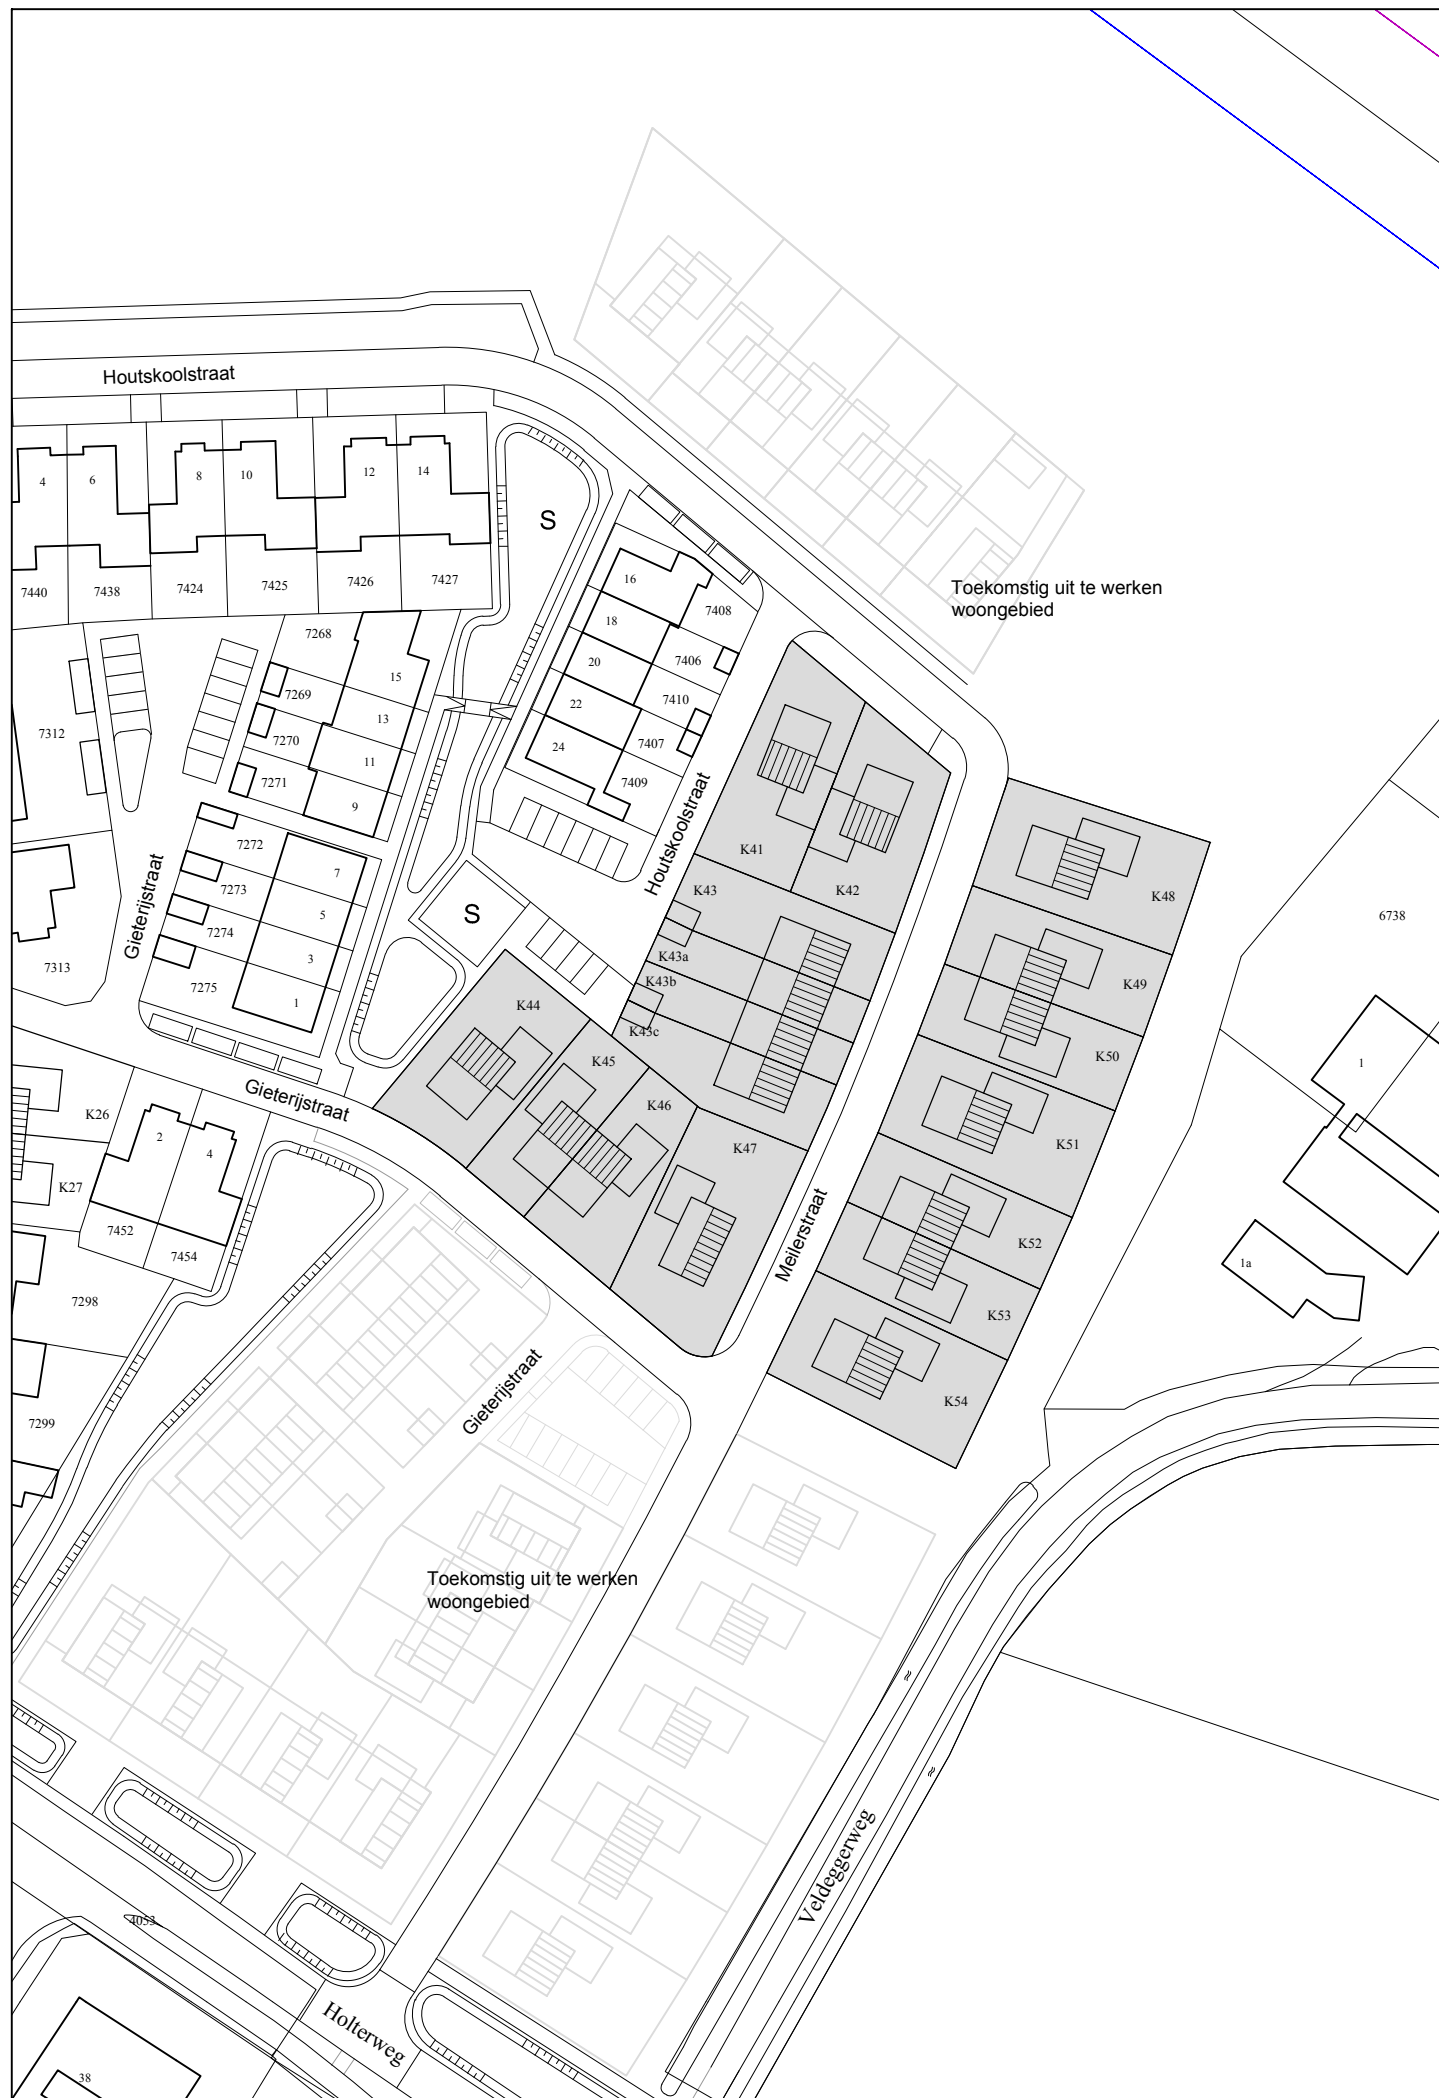 Houtskoolstraat
4
6
8
10
12
14
S
7440
7438
7424
7425
7426
7427
16
18
20
22
24
7408
7406
7410
7407
7409
Toekomstig uit te werken
woongebied
7268
7269
7270
7271
15
13
11
9
7312
7272
7273
7274
7275
7
5
3
1
Gieterijstraat
7313
S
Houtskoolstraat
K41
K42
K43
K43a
K43b
K43c
K44
K45
K46
K47
K48
K49
K50
K51
K52
K53
K54
6738
1
1a
Gieterijstraat
K26
K27
2
4
7452
7454
7298
7299
Meilerstraat
Gieterijstraat
Toekomstig uit te werken
woongebied
Veldeggerweg
4053
Holterweg
38